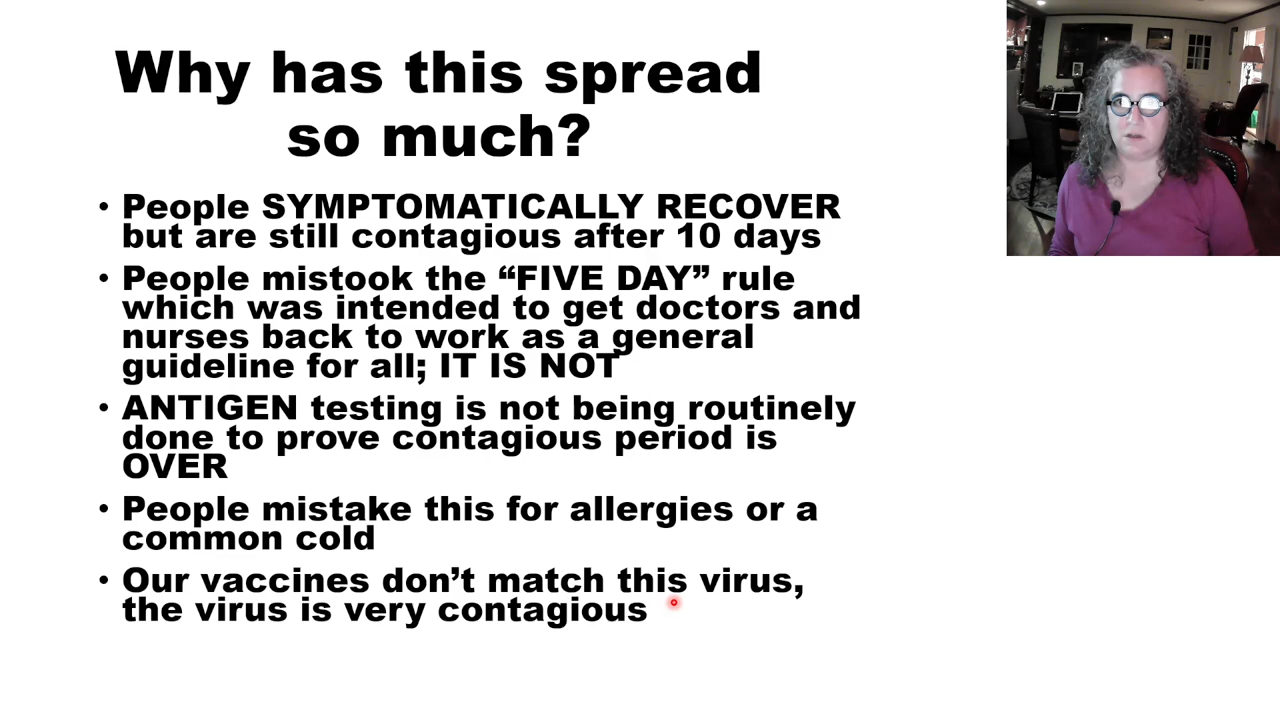 Why has this spread
so much?
• People SYMPTOMATICALLY RECOVER
but are still contagious after 10 days
• People mistook the “FIVE DAY” rule
which was intended to get doctors and
nurses back to work as a general
guideline for all; IT IS NOT
• ANTIGEN testing is not being routinely
done to prove contagious period is
OVER
• People mistake this for allergies or a
common cold
• Our vaccines don’t match this virus,
the virus is very contagious